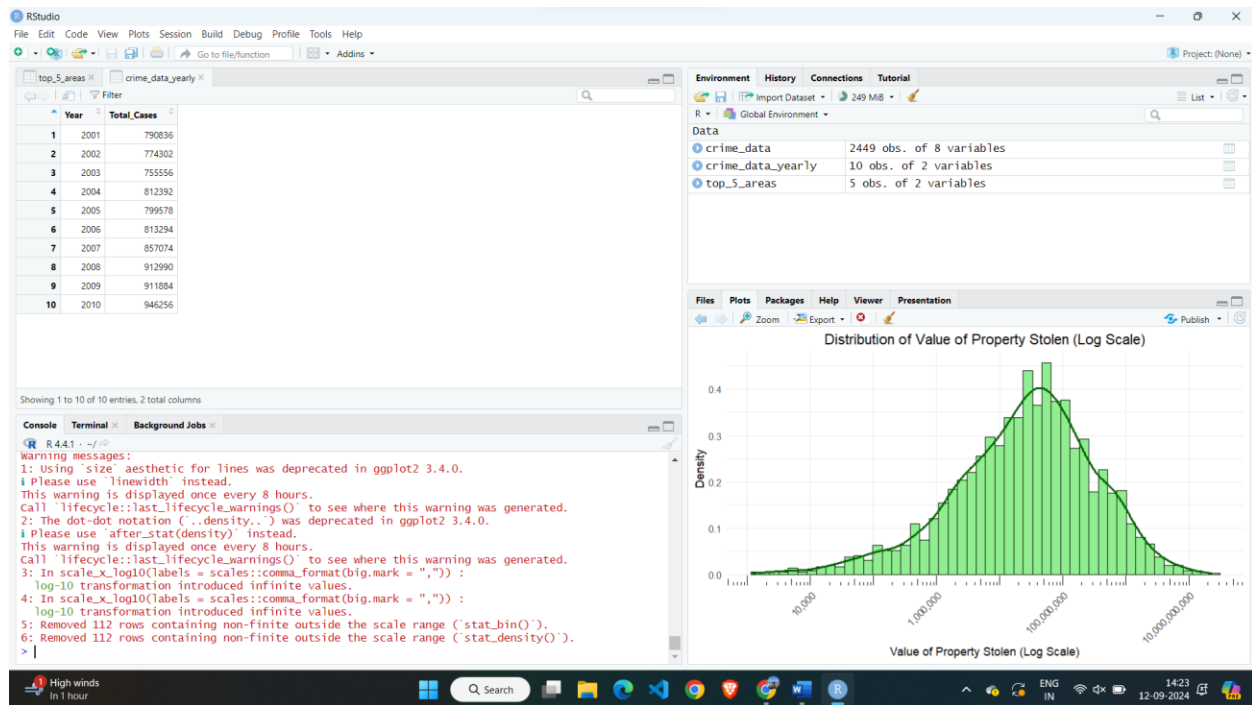 RStudio
File Edit Code View Plots Session Build Debug Profile Tools Help
Go to file/function Addins
Project: (None)
top_5_areas crime_data_yearly
Filter
Year Total_Cases
1 2001 790836
2 2002 774302
3 2003 755556
4 2004 812392
5 2005 799578
6 2006 813294
7 2007 857074
8 2008 912990
9 2009 911884
10 2010 946256
Showing 1 to 10 of 10 entries, 2 total columns
Console Terminal Background Jobs
R R 4.4.1 · ~/
Warning messages:
1: Using `size` aesthetic for lines was deprecated in ggplot2 3.4.0.
i Please use `linewidth` instead.
This warning is displayed once every 8 hours.
Call `lifecycle::last_lifecycle_warnings()` to see where this warning was generated.
2: The dot-dot notation (`..density..`) was deprecated in ggplot2 3.4.0.
i Please use `after_stat(density)` instead.
This warning is displayed once every 8 hours.
Call `lifecycle::last_lifecycle_warnings()` to see where this warning was generated.
3: In scale_x_log10(labels = scales::comma_format(big.mark = ",")) :
log-10 transformation introduced infinite values.
4: In scale_x_log10(labels = scales::comma_format(big.mark = ",")) :
log-10 transformation introduced infinite values.
5: Removed 112 rows containing non-finite outside the scale range (`stat_bin()`).
6: Removed 112 rows containing non-finite outside the scale range (`stat_density()`).
>
Environment History Connections Tutorial
Import Dataset 249 MiB List
R Global Environment
Data
crime_data 2449 obs. of 8 variables
crime_data_yearly 10 obs. of 2 variables
top_5_areas 5 obs. of 2 variables
Files Plots Packages Help Viewer Presentation
Zoom Export Publish
Distribution of Value of Property Stolen (Log Scale)
Density
0.4
0.3
0.2
0.1
0.0
10,000
1,000,000
100,000,000
10,000,000,000
Value of Property Stolen (Log Scale)
1
High winds
In 1 hour
Search
ENG
IN
14:23
12-09-2024